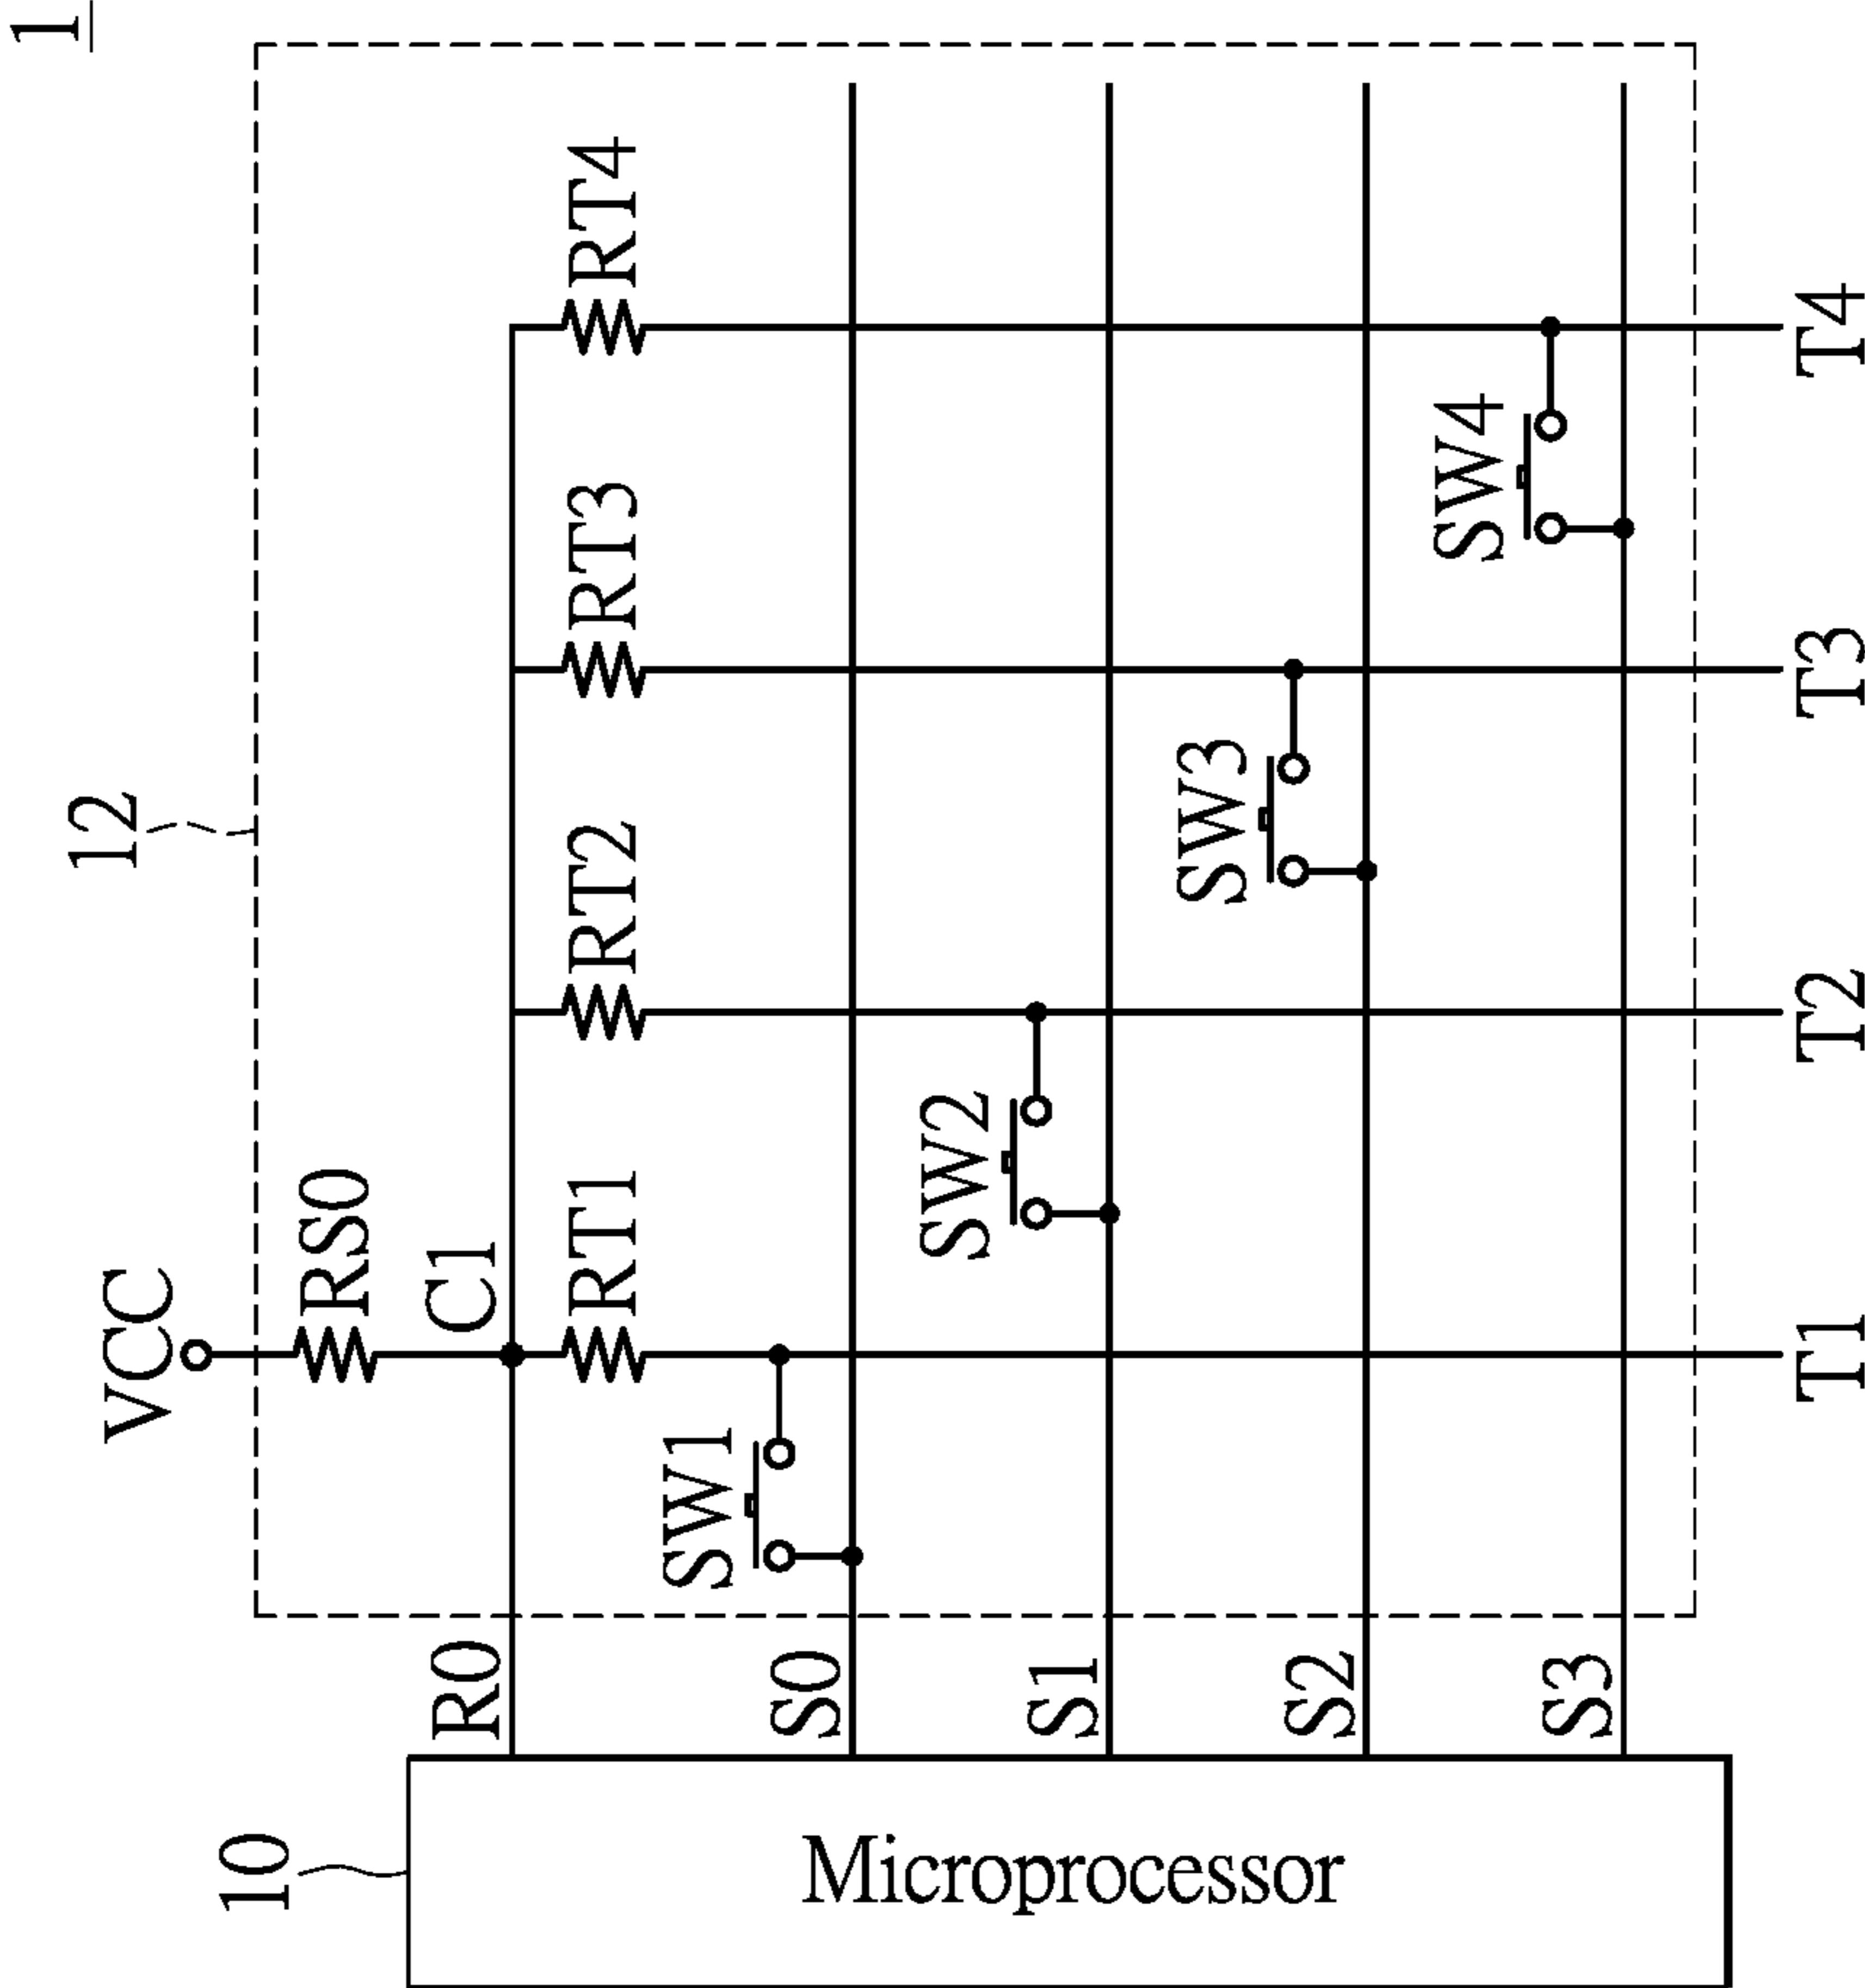 1
12
VCC
RS0
C1
R0
RT1
RT2
RT3
RT4
SW1
S0
SW2
S1
SW3
S2
SW4
S3
10
Microprocessor
T1
T2
T3
T4